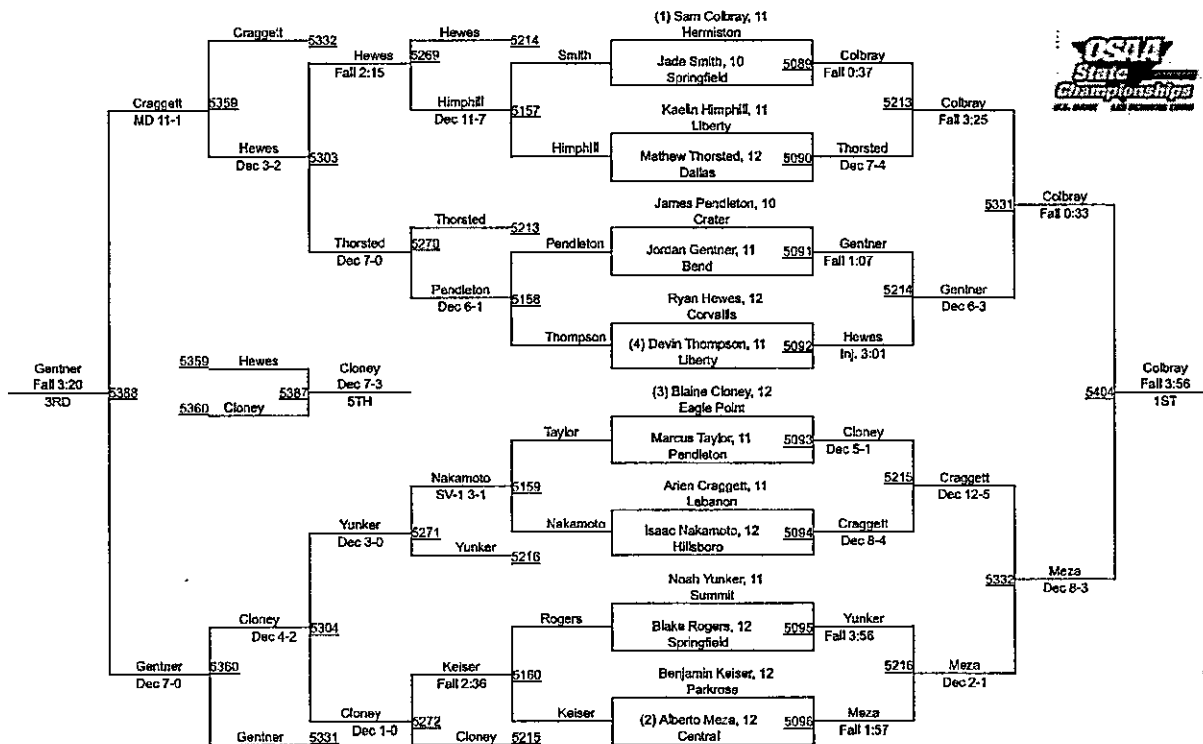 OSAA
State
Championships
(1) Sam Colbray, 11
Hermiston
Jade Smith, 10
Springfield
5089
Kaelin Himphill, 11
Liberty
Mathew Thorsted, 12
Dallas
5090
James Pendleton, 10
Crater
Jordan Gentner, 11
Bend
5091
Ryan Hewes, 12
Corvallis
(4) Devin Thompson, 11
Liberty
5092
(3) Blaine Cloney, 12
Eagle Point
Marcus Taylor, 11
Pendleton
5093
Arien Craggett, 11
Lebanon
Isaac Nakamoto, 12
Hillsboro
5094
Noah Yunker, 11
Summit
Blake Rogers, 12
Springfield
5095
Benjamin Keiser, 12
Parkrose
(2) Alberto Meza, 12
Central
5096
Colbray
Fall 0:37
5213
Thorsted
Dec 7-4
Gentner
Fall 1:07
5214
Hewes
Inj. 3:01
Cloney
Dec 5-1
5215
Craggett
Dec 8-4
Yunker
Fall 3:56
5216
Meza
Fall 1:57
Colbray
Fall 3:25
5331
Gentner
Dec 6-3
Craggett
Dec 12-5
5332
Meza
Dec 2-1
Colbray
Fall 0:33
5404
Meza
Dec 8-3
Colbray
Fall 3:56
1ST
Smith
5157
Himphill
Pendleton
5158
Thompson
Taylor
5159
Nakamoto
Rogers
5160
Keiser
Hewes
5214
5269
Himphill
Dec 11-7
Thorsted
5213
5270
Pendleton
Dec 6-1
Nakamoto
SV-1 3-1
5271
Yunker
5216
Keiser
Fall 2:36
5272
Cloney
5215
Hewes
Fall 2:15
5303
Thorsted
Dec 7-0
Yunker
Dec 3-0
5304
Cloney
Dec 1-0
Craggett
5332
5359
Hewes
Dec 3-2
Cloney
Dec 4-2
5360
Gentner
5331
Craggett
MD 11-1
5388
Gentner
Dec 7-0
Gentner
Fall 3:20
3RD
5359
Hewes
5387
5360
Cloney
Cloney
Dec 7-3
5TH